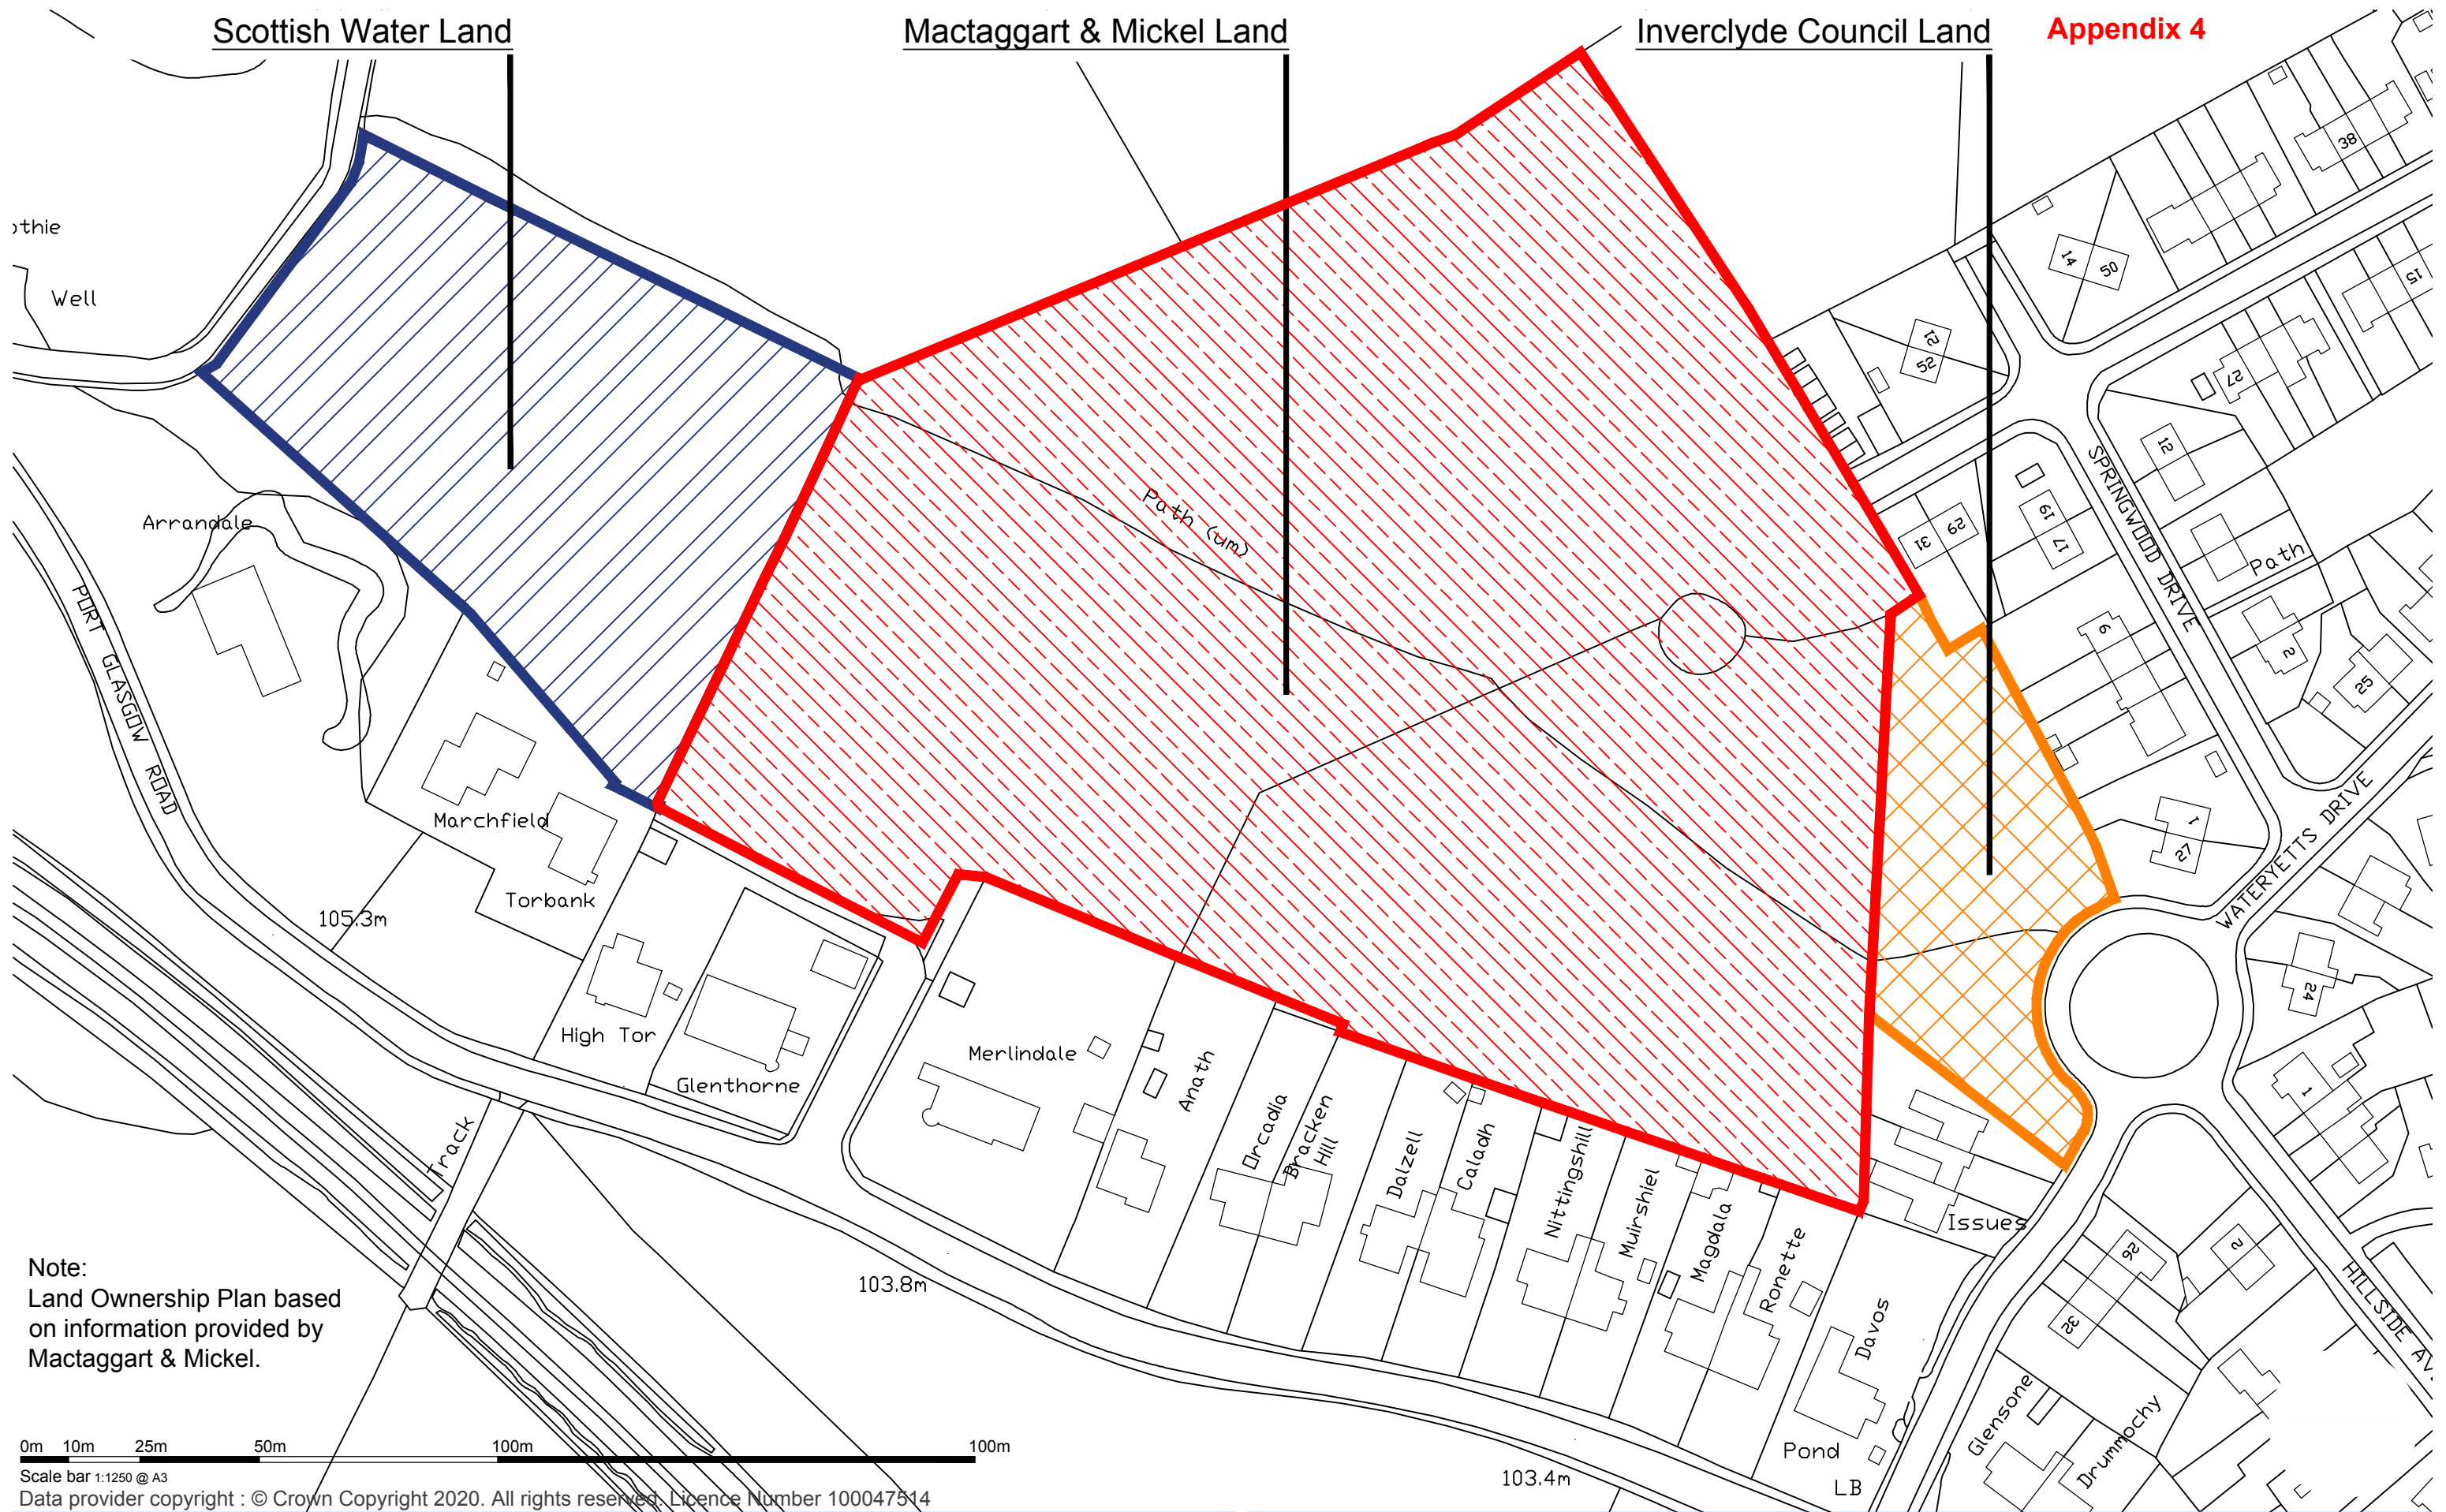 Scottish Water Land
Mactaggart & Mickel Land
Inverclyde Council Land
Appendix 4
38
14
50
15
Well
21
52
27
12
SPRINGWOOD DRIVE
Path (um)
Arrandale
31
29
19
17
Path
6
2
25
PORT GLASGOW ROAD
Marchfield
Torbank
1
27
WATERYETTS DRIVE
105.3m
High Tor
Glenthorne
Merlindale
Anath
Orcadia
Bracken
Hill
Dalzell
Caladh
Nittingshill
Muirshiel
Magdala
Ronette
Davos
Issues
24
1
26
2
32
HILLSIDE AV
Track
103.8m
Note:
Land Ownership Plan based
on information provided by
Mactaggart & Mickel.
Glensone
Drummochy
Pond
LB
103.4m
0m 10m 25m 50m 100m 100m
Scale bar 1:1250 @ A3
Data provider copyright : © Crown Copyright 2020. All rights reserved. Licence Number 100047514